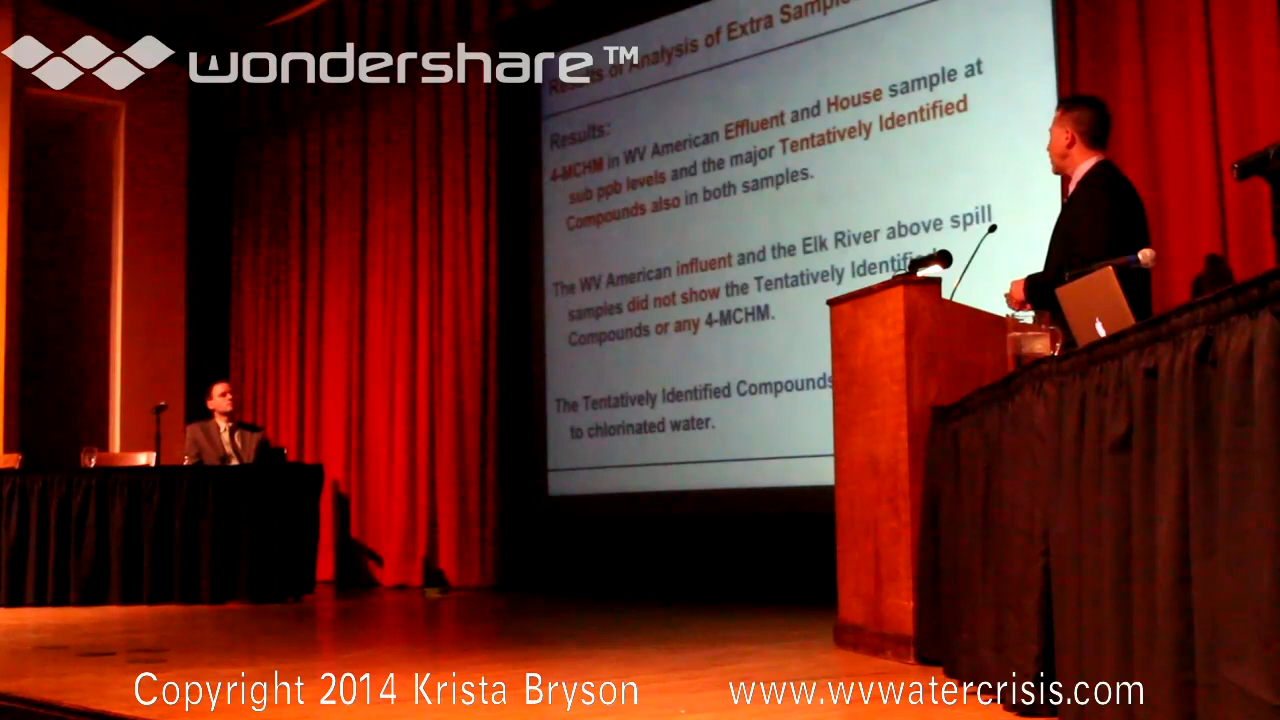 wondershare™
Results of Analysis of Extra
Results:
4-MCHM in WV American Effluent and House sample at
sub ppb levels and the major Tentatively Identified
Compounds also in both samples.
The WV American influent and the Elk River above spill
samples did not show the Tentatively Identified
Compounds or any 4-MCHM.
The Tentatively Identified Compounds
to chlorinated water.
Copyright 2014 Krista Bryson www.wvwatercrisis.com